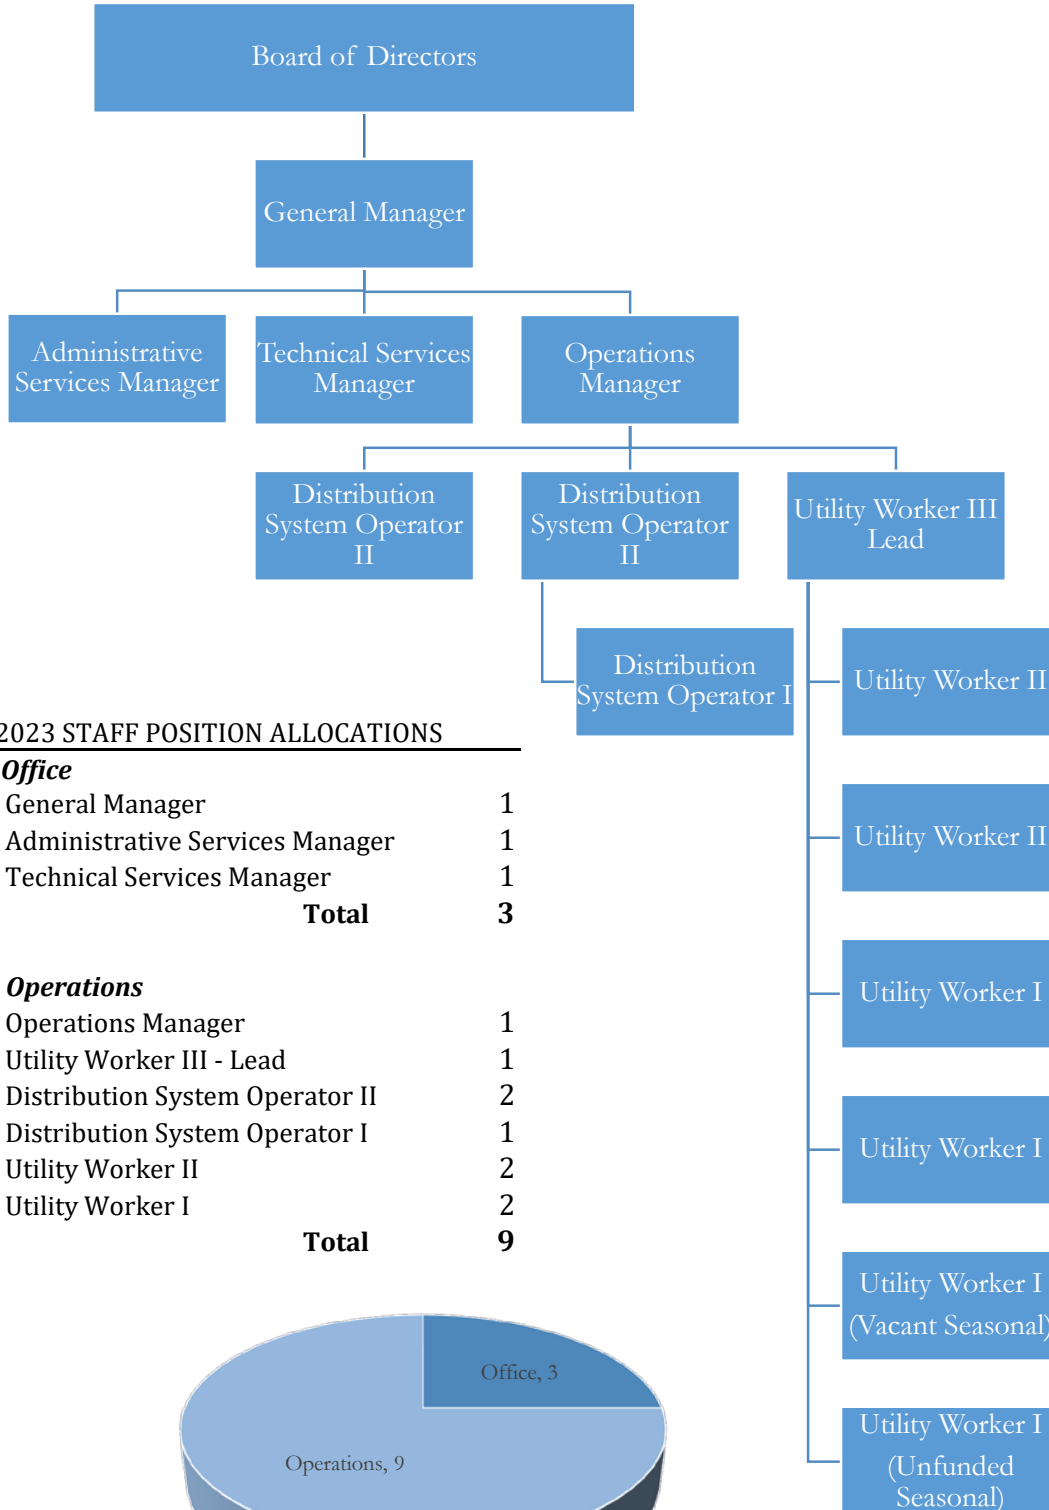 Board of Directors
General Manager
Administrative
Services Manager
Technical Services
Manager
Operations
Manager
Distribution
System Operator
II
Distribution
System Operator
II
Utility Worker III
Lead
Distribution
System Operator I
Utility Worker II
Utility Worker II
Utility Worker I
Utility Worker I
Utility Worker I
(Vacant Seasonal)
Utility Worker I
(Unfunded
Seasonal)
2023 STAFF POSITION ALLOCATIONS
Office
General Manager 1
Administrative Services Manager 1
Technical Services Manager 1
Total 3
Operations
Operations Manager 1
Utility Worker III - Lead 1
Distribution System Operator II 2
Distribution System Operator I 1
Utility Worker II 2
Utility Worker I 2
Total 9
Office, 3
Operations, 9